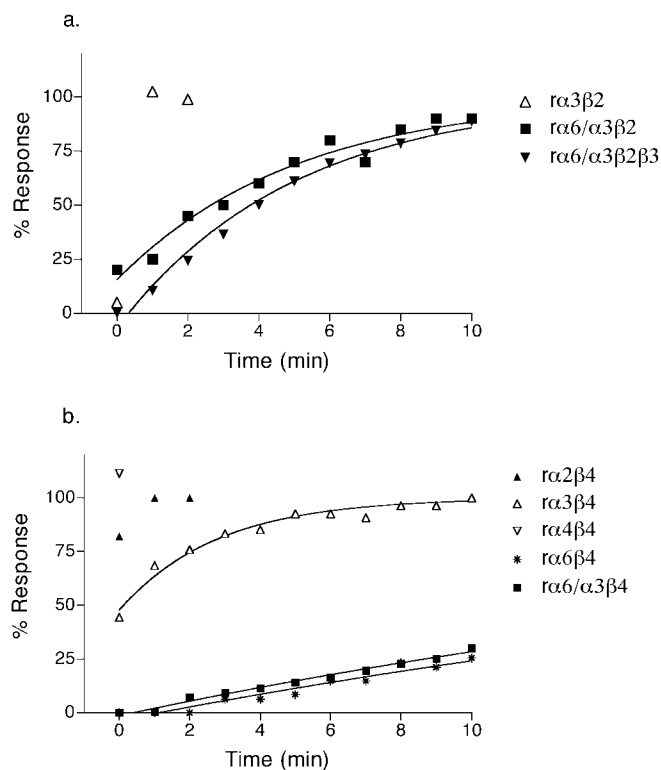 a.
% Response
100
75
50
25
0
0 2 4 6 8 10
Time (min)
rα3β2
rα6/α3β2
rα6/α3β2β3
b.
% Response
100
75
50
25
0
0 2 4 6 8 10
Time (min)
rα2β4
rα3β4
rα4β4
rα6β4
rα6/α3β4